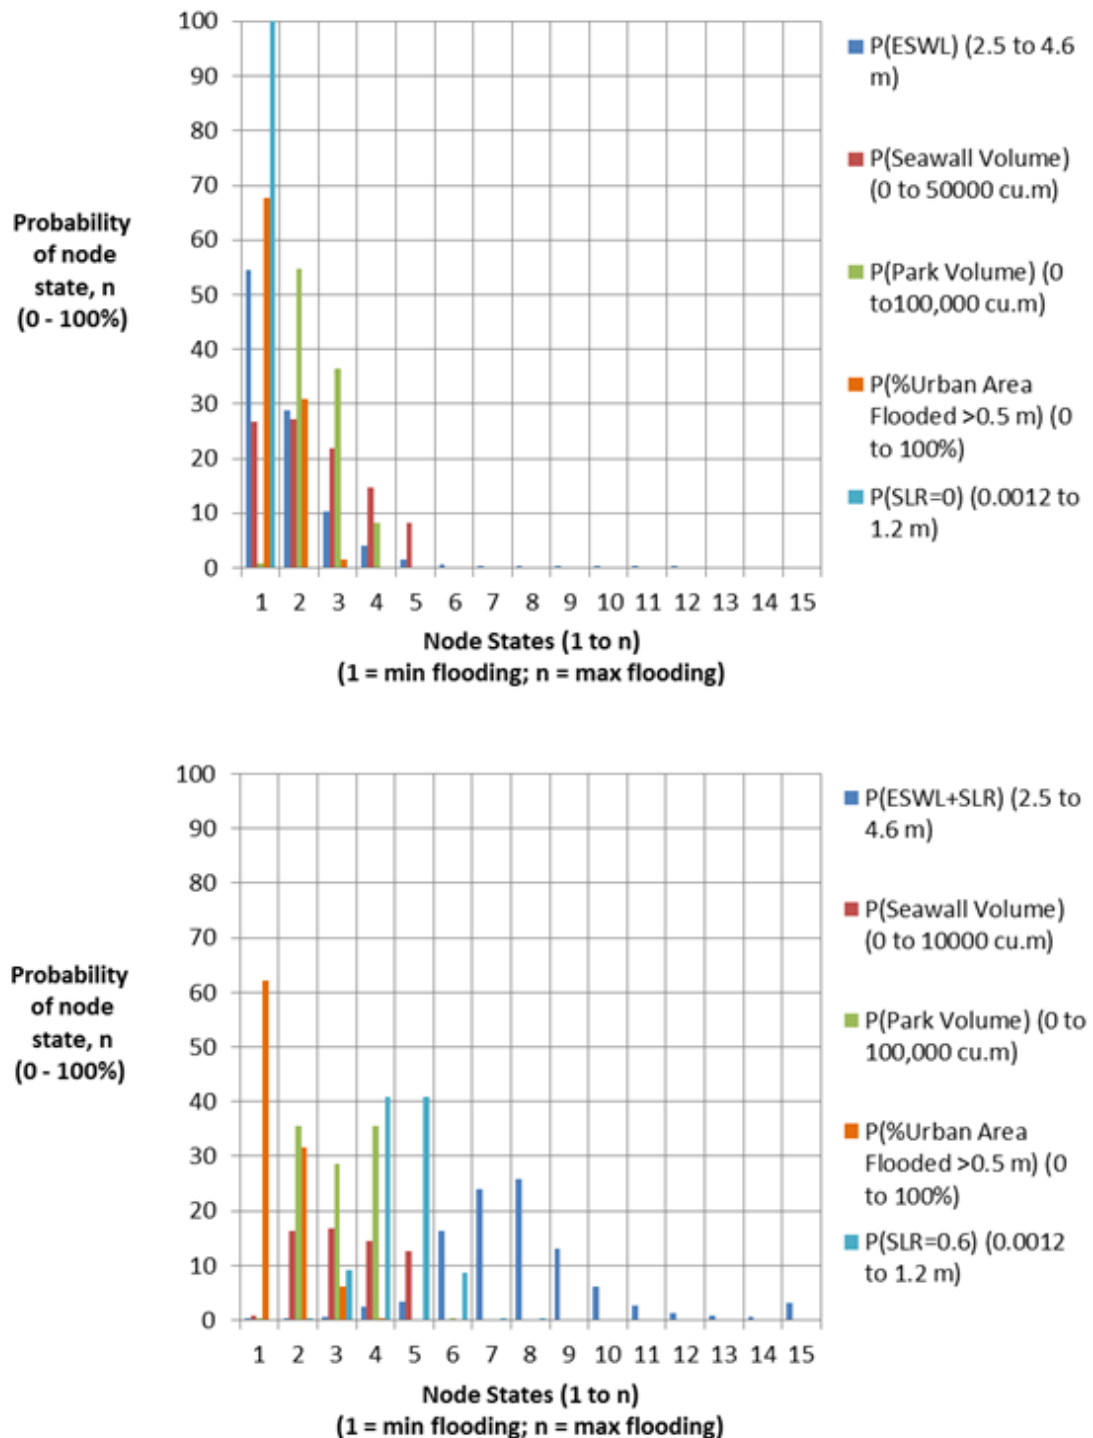 100
90
80
70
60
50
40
30
20
10
0
Probability
of node
state, n
(0 - 100%)
1 2 3 4 5 6 7 8 9 10 11 12 13 14 15
Node States (1 to n)
(1 = min flooding; n = max flooding)
P(ESWL) (2.5 to 4.6
m)
P(Seawall Volume)
(0 to 50000 cu.m)
P(Park Volume) (0
to100,000 cu.m)
P(%Urban Area
Flooded >0.5 m) (0
to 100%)
P(SLR=0) (0.0012 to
1.2 m)
100
90
80
70
60
50
40
30
20
10
0
Probability
of node
state, n
(0 - 100%)
1 2 3 4 5 6 7 8 9 10 11 12 13 14 15
Node States (1 to n)
(1 = min flooding; n = max flooding)
P(ESWL+SLR) (2.5 to
4.6 m)
P(Seawall Volume)
(0 to 10000 cu.m)
P(Park Volume) (0 to
100,000 cu.m)
P(%Urban Area
Flooded >0.5 m) (0
to 100%)
P(SLR=0.6) (0.0012
to 1.2 m)